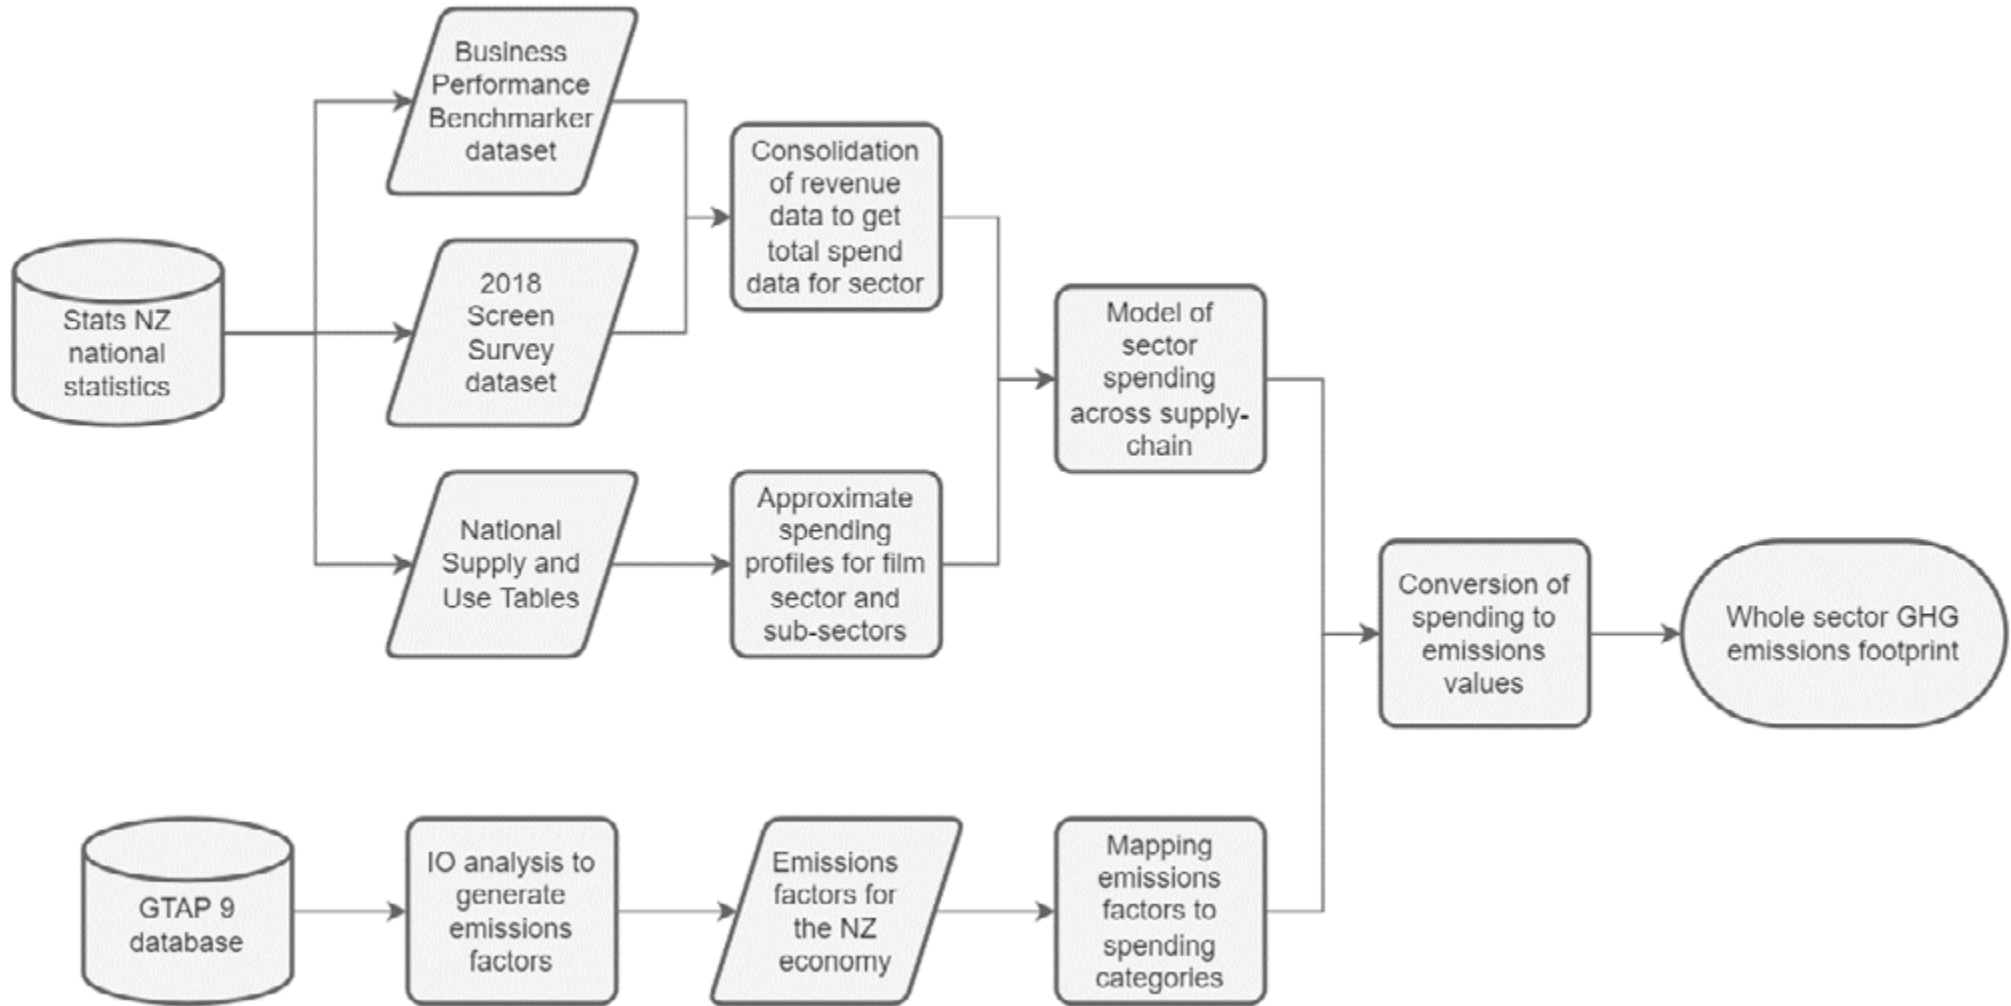 Business
Performance
Benchmarker
dataset
Consolidation
of revenue
data to get
total spend
data for sector
2018
Screen
Survey
dataset
Stats NZ
national
statistics
Model of
sector
spending
across supply-
chain
National
Supply and
Use Tables
Approximate
spending
profiles for film
sector and
sub-sectors
Conversion of
spending to
emissions
values
Whole sector GHG
emissions footprint
GTAP 9
database
IO analysis to
generate
emissions
factors
Emissions
factors for
the NZ
economy
Mapping
emissions
factors to
spending
categories